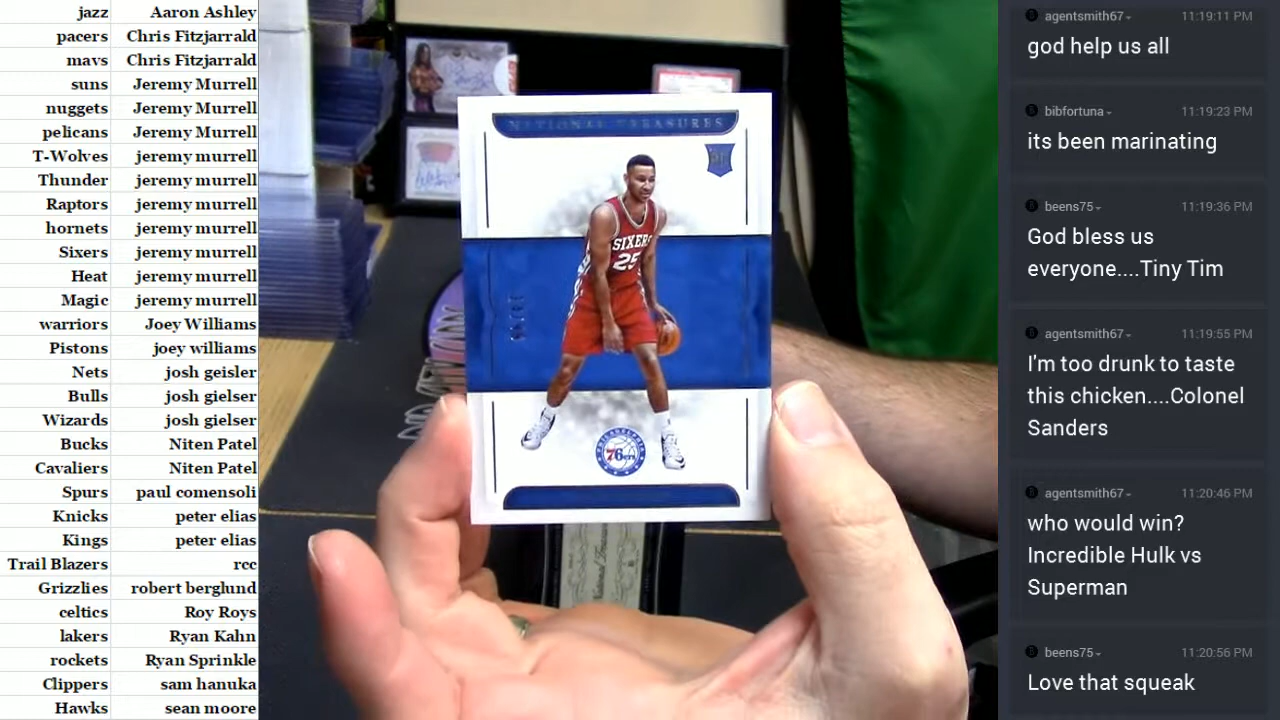 jazz Aaron Ashley
pacers Chris Fitzjarrald
mavs Chris Fitzjarrald
suns Jeremy Murrell
nuggets Jeremy Murrell
pelicans Jeremy Murrell
T-Wolves jeremy murrell
Thunder jeremy murrell
Raptors jeremy murrell
hornets jeremy murrell
Sixers jeremy murrell
Heat jeremy murrell
Magic jeremy murrell
warriors Joey Williams
Pistons joey williams
Nets josh geisler
Bulls josh gielser
Wizards josh gielser
Bucks Niten Patel
Cavaliers Niten Patel
Spurs paul comensoli
Knicks peter elias
Kings peter elias
Trail Blazers rcc
Grizzlies robert berglund
celtics Roy Roys
lakers Ryan Kahn
rockets Ryan Sprinkle
Clippers sam hanuka
Hawks sean moore
NATIONAL TREASURES
SIXERS
25
PHILADELPHIA
76ers
agentsmith67 11:19:11 PM
god help us all
bibfortuna 11:19:23 PM
its been marinating
beens75 11:19:36 PM
God bless us
everyone....Tiny Tim
agentsmith67 11:19:55 PM
I'm too drunk to taste
this chicken....Colonel
Sanders
agentsmith67 11:20:46 PM
who would win?
Incredible Hulk vs
Superman
beens75 11:20:56 PM
Love that squeak